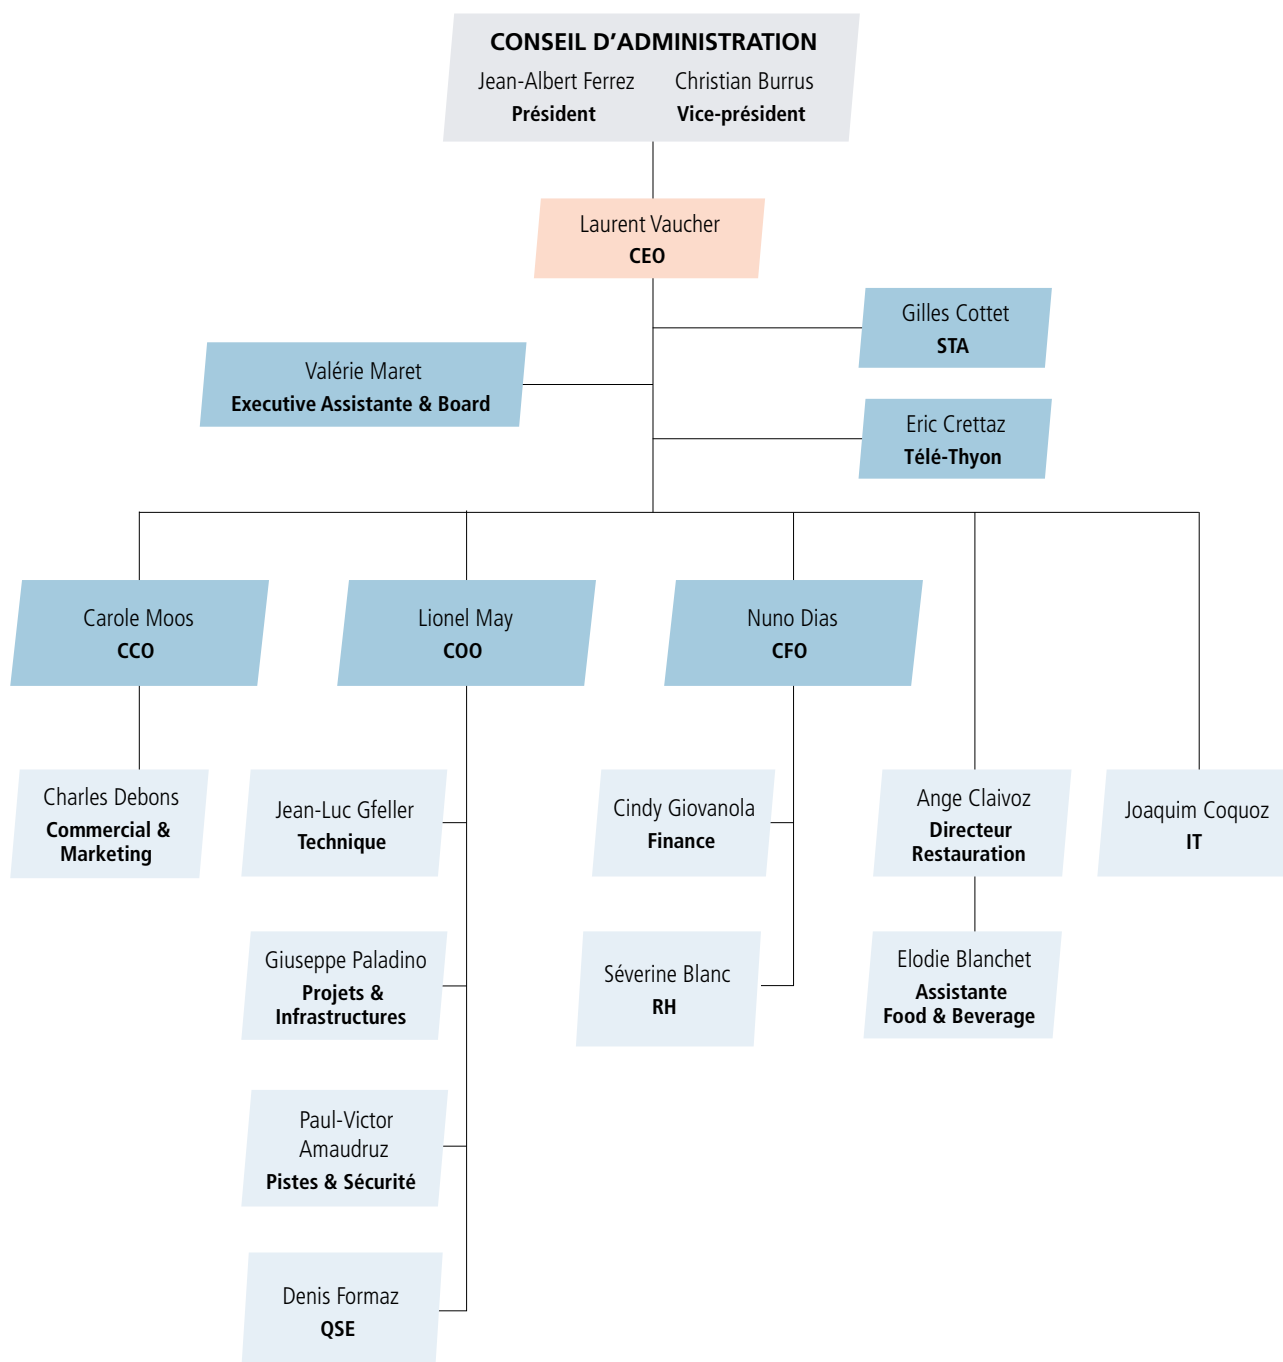 CONSEIL D’ADMINISTRATION
Jean-Albert Ferrez
Président
Christian Burrus
Vice-président
Laurent Vaucher
CEO
Gilles Cottet
STA
Valérie Maret
Executive Assistante & Board
Eric Crettaz
Télé-Thyon
Carole Moos
CCO
Lionel May
COO
Nuno Dias
CFO
Charles Debons
Commercial &
Marketing
Jean-Luc Gfeller
Technique
Cindy Giovanola
Finance
Ange Claivoz
Directeur
Restauration
Joaquim Coquoz
IT
Giuseppe Paladino
Projets &
Infrastructures
Séverine Blanc
RH
Elodie Blanchet
Assistante
Food & Beverage
Paul-Victor
Amaudruz
Pistes & Sécurité
Denis Formaz
QSE